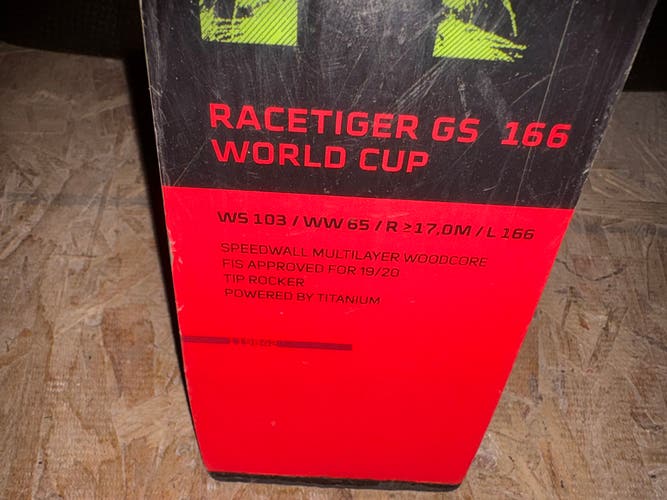 RACETIGER GS 166
WORLD CUP
WS 103 / WW 65 / R ≥17,0M / L 166
SPEEDWALL MULTILAYER WOODCORE
FIS APPROVED FOR 19/20
TIP ROCKER
POWERED BY TITANIUM